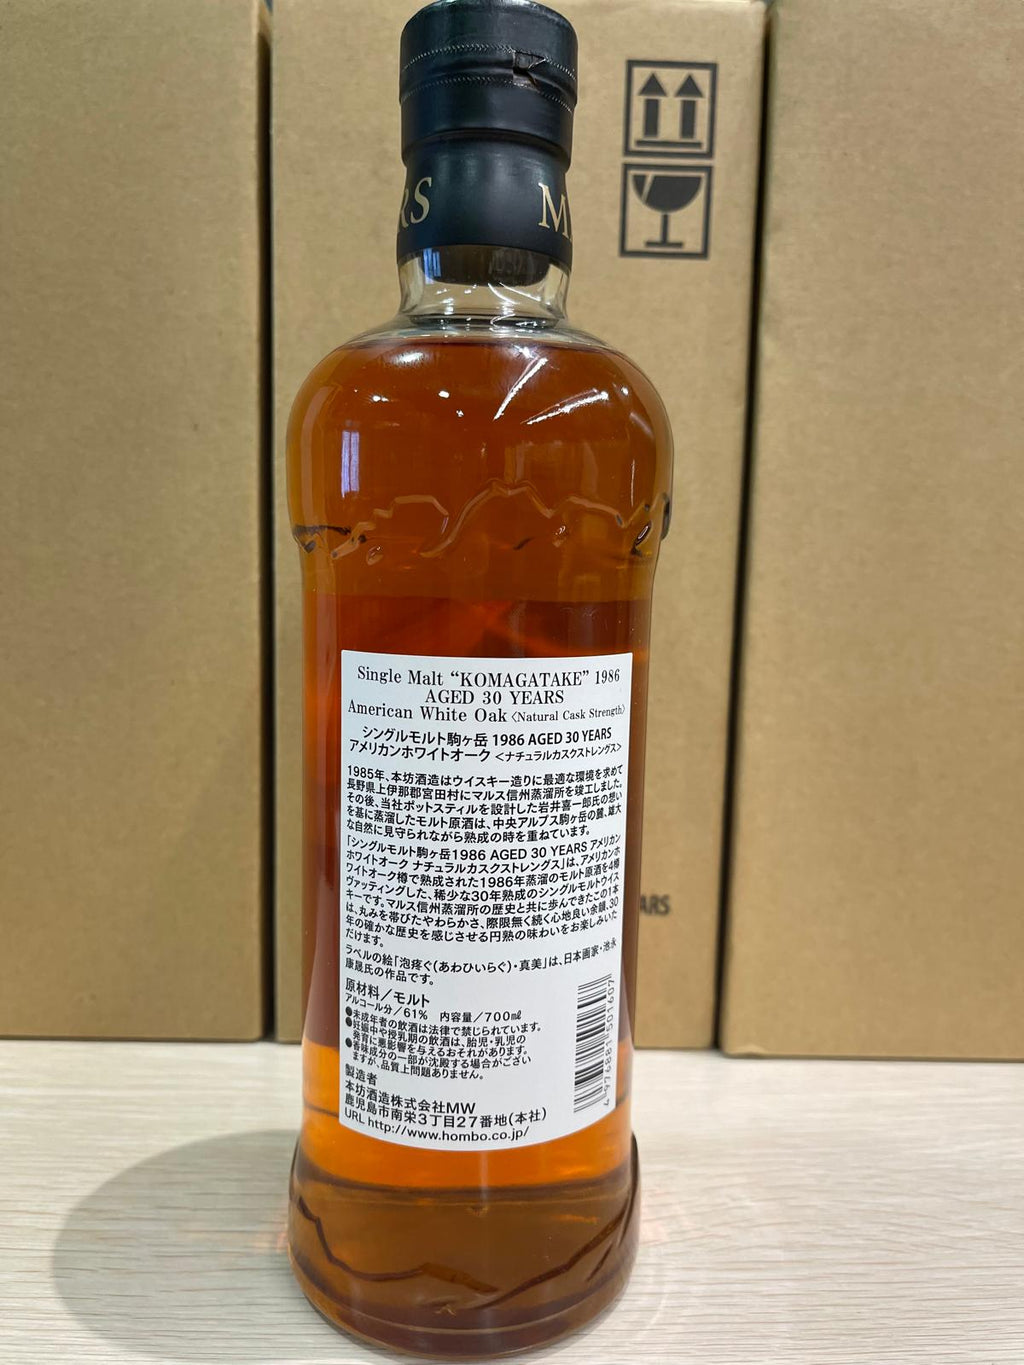 RS
M
Single Malt “KOMAGATAKE” 1986
AGED 30 YEARS
American White Oak〈Natural Cask Strength〉
シングルモルト駒ヶ岳 1986 AGED 30 YEARS
アメリカンホワイトオーク＜ナチュラルカスクストレングス＞
1985年、本坊酒造はウイスキー造りに最適な環境を求めて
長野県上伊那郡宮田村にマルス信州蒸溜所を竣工しました。
その後、当社ポットスティルを設計した岩井喜一郎氏の想い
を基に蒸溜したモルト原酒は、中央アルプス駒ヶ岳の麓、雄大
な自然に見守られながら熟成の時を重ねています。
「シングルモルト駒ヶ岳1986 AGED 30 YEARS アメリカン
ホワイトオーク ナチュラルカスクストレングス」は、アメリカンホ
ワイトオーク樽で熟成された1986年蒸溜のモルト原酒を4樽
ヴァッティングした、稀少な30年熟成のシングルモルトウイス
キーです。マルス信州蒸溜所の歴史と共に歩んできたこの1本
は、丸みを帯びたやわらかさ、際限無く続く心地良い余韻、30
年の確かな歴史を感じさせる円熟の味わいをお楽しみいた
だけます。
ラベルの絵「泡疼ぐ(あわひいらぐ)・真美」は、日本画家・池永
康晟氏の作品です。
原材料／モルト
アルコール分／61% 内容量／700㎖
●未成年者の飲酒は法律で禁じられています。
●妊娠中や授乳期の飲酒は、胎児・乳児の
発育に悪影響を与えるおそれがあります。
●香味成分の一部が沈殿する場合がござい
ますが、品質上問題ありません。
製造者
本坊酒造株式会社MW
鹿児島市南栄3丁目27番地(本社)
URL http://www.hombo.co.jp/
4 976881 501607
ARS